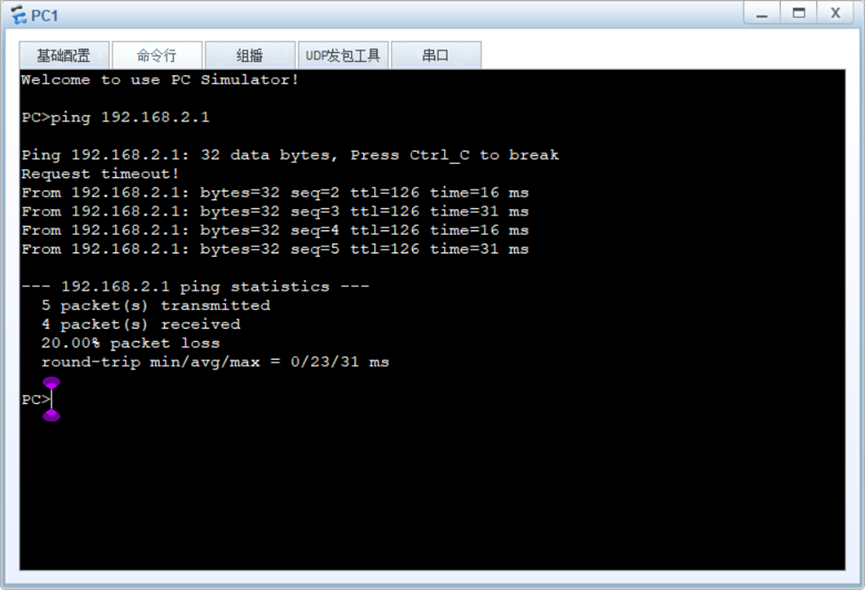 PC1
基础配置 命令行 组播 UDP发包工具 串口
Welcome to use PC Simulator!
PC>ping 192.168.2.1
Ping 192.168.2.1: 32 data bytes, Press Ctrl_C to break
Request timeout!
From 192.168.2.1: bytes=32 seq=2 ttl=126 time=16 ms
From 192.168.2.1: bytes=32 seq=3 ttl=126 time=31 ms
From 192.168.2.1: bytes=32 seq=4 ttl=126 time=16 ms
From 192.168.2.1: bytes=32 seq=5 ttl=126 time=31 ms
--- 192.168.2.1 ping statistics ---
5 packet(s) transmitted
4 packet(s) received
20.00% packet loss
round-trip min/avg/max = 0/23/31 ms
PC>